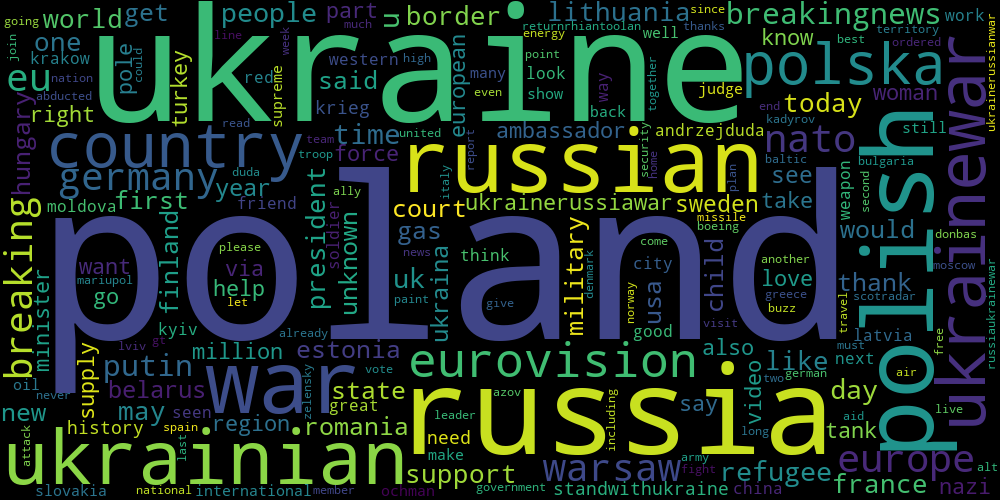 going
world
get
people
much
line
part
since
u
border
lithuania
returnrhiantoolan
thanks
breakingnews
work
join
one
krakow
pole
could
turkey
week
red
supreme
western
said
high
energy
european
many
even
point
look
show
well
way
back
together
know
best
territory
ordered
ukrainerussianwar
ukraine
polska
eu
nation
abducted
right
hungary
krieg
judge
today
woman
end
kadyrov
read
team
time
united
ambassador
andrzejduda
nato
still
country
troop
force
russian
security
home
baltic
bulgaria
germany
duda
year
ally
italy
report
plan
see
take
weapon
second
polish
ukrainewar
moldova
first
friend
president
soldier
unknown
court
ukrainerussiawar
sweden
missile
boeing
would
breaking
minister
finland
please
want
via
mariupol
go
help
let
gas
news
uk
paint
ukraina
think
give
military
denmark
come
city
norway
usa
good
child
visit
another
love
greece
buzz
travel
thank
scotradewar
donbas
moscow
poland
kyiv
lviv
gt
already
million
estonia
vote
eurovision
also
like
latvia
must
next
free
russiaukrainewar
oil
never
supply
putin
belarus
war
zelensky
state
great
leader
azov
russia
including
say
video
two
german
air
day
aid
live
new
may
seen
history
spain
region
romania
need
make
long
tank
attack
ukrainian
last
support
warsaw
army
fight
refugee
europe
alt
slovakia
national
international
member
ochman
government
standwithukraine
china
france
nazi